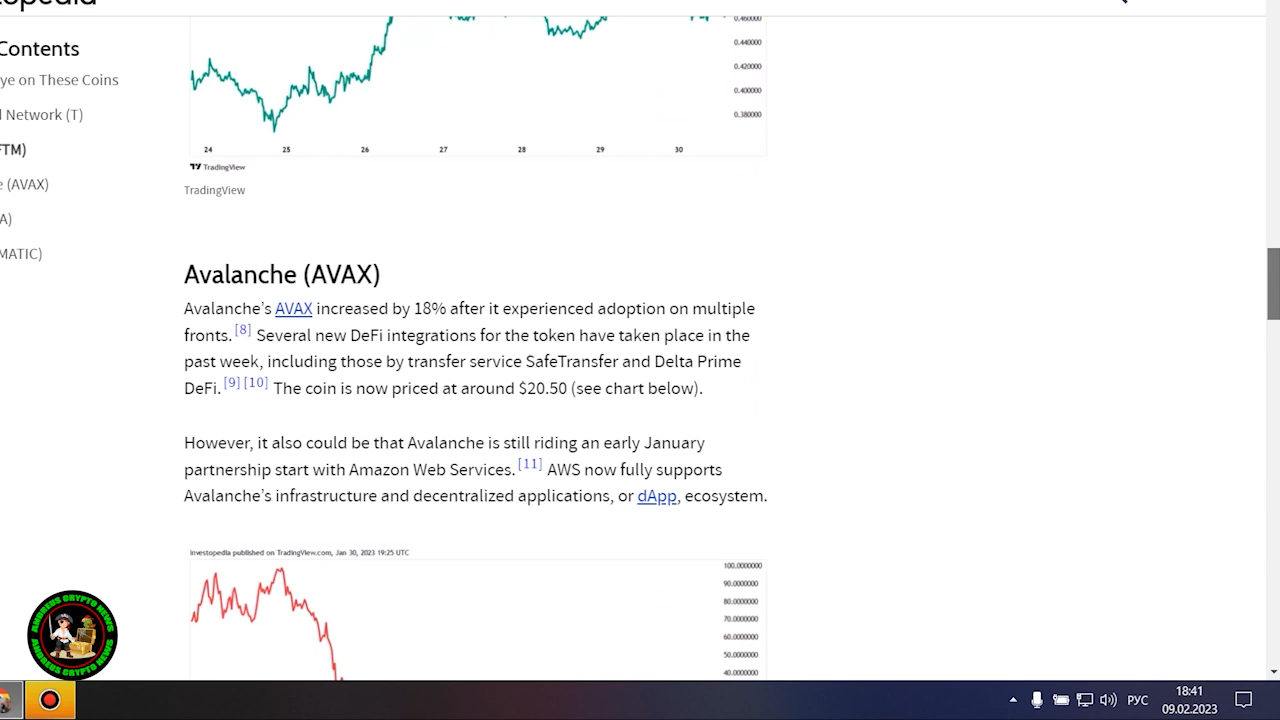 opedia
Contents
ye on These Coins
l Network (T)
FTM)
e (AVAX)
A)
MATIC)
0.460000
0.440000
0.420000
0.400000
0.380000
24 25 26 27 28 29 30
TradingView
TradingView
Avalanche (AVAX)
Avalanche’s AVAX increased by 18% after it experienced adoption on multiple
fronts. [8] Several new DeFi integrations for the token have taken place in the
past week, including those by transfer service SafeTransfer and Delta Prime
DeFi. [9] [10] The coin is now priced at around $20.50 (see chart below).
However, it also could be that Avalanche is still riding an early January
partnership start with Amazon Web Services. [11] AWS now fully supports
Avalanche’s infrastructure and decentralized applications, or dApp, ecosystem.
Investopedia published on TradingView.com, Jan 30, 2023 19:25 UTC
100.0000000
90.0000000
80.0000000
70.0000000
60.0000000
50.0000000
40.0000000
ANDREUS CRYPTO NEWS
ANDREUS CRYPTO NEWS
РУС
18:41
09.02.2023